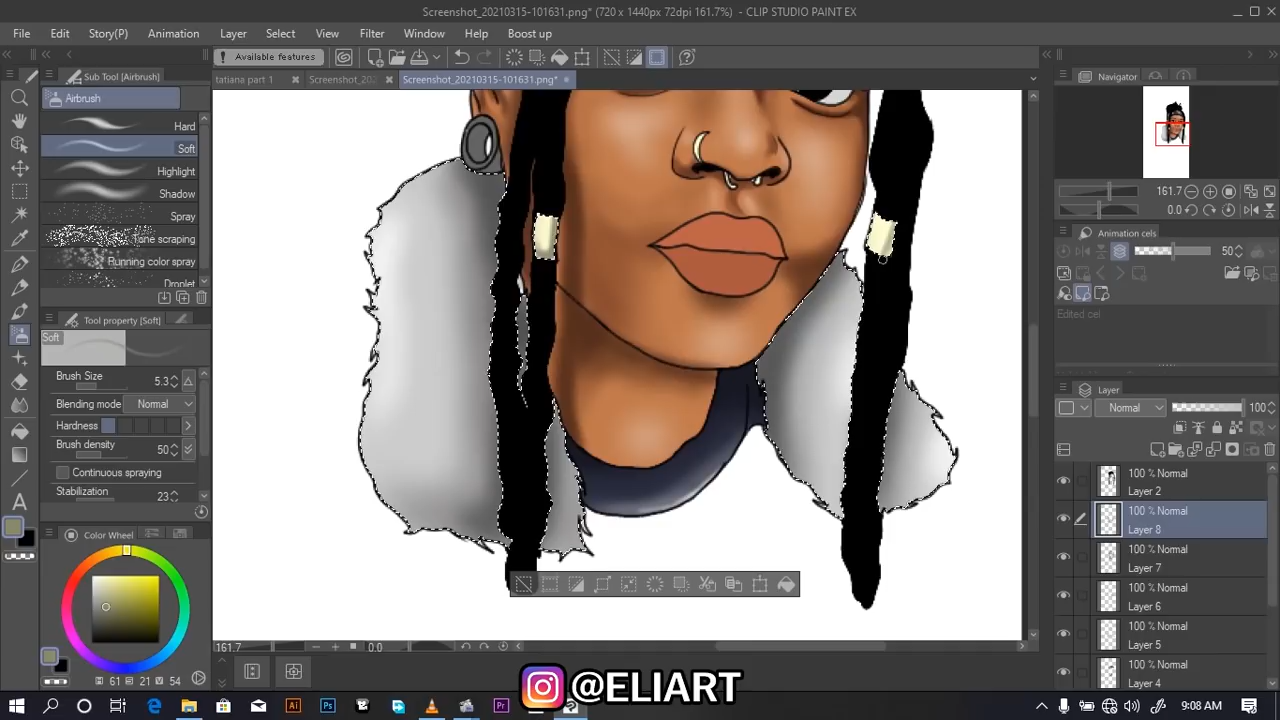 Screenshot_20210315-101631.png* (720 x 1440px 72dpi 161.7%) - CLIP STUDIO PAINT EX
File Edit Story(P) Animation Layer Select View Filter Window Help Boost up
Available features
Sub Tool [Airbrush] tatiana part 1 Screenshot_202 Screenshot_20210315-101631.png* Navigator
Airbrush
Hard
Soft
Highlight
Shadow
Spray
Tone scraping
Running color spray
Droplet
161.7
0.0
Animation cels
50
Edited cel
Tool property [Soft]
Soft
Brush Size 5.3
Blending mode Normal
Hardness
Brush density 50
Continuous spraying
Stabilization 23
Layer
Normal 100
100 % Normal
Layer 2
100 % Normal
Layer 8
100 % Normal
Layer 7
100 % Normal
Layer 6
100 % Normal
Layer 5
100 % Normal
Layer 4
100 % Normal
Color Wheel
H 61 S 21 V 54
161.7 0.0
@ELIART
Ai Ps Pr 9:08 AM